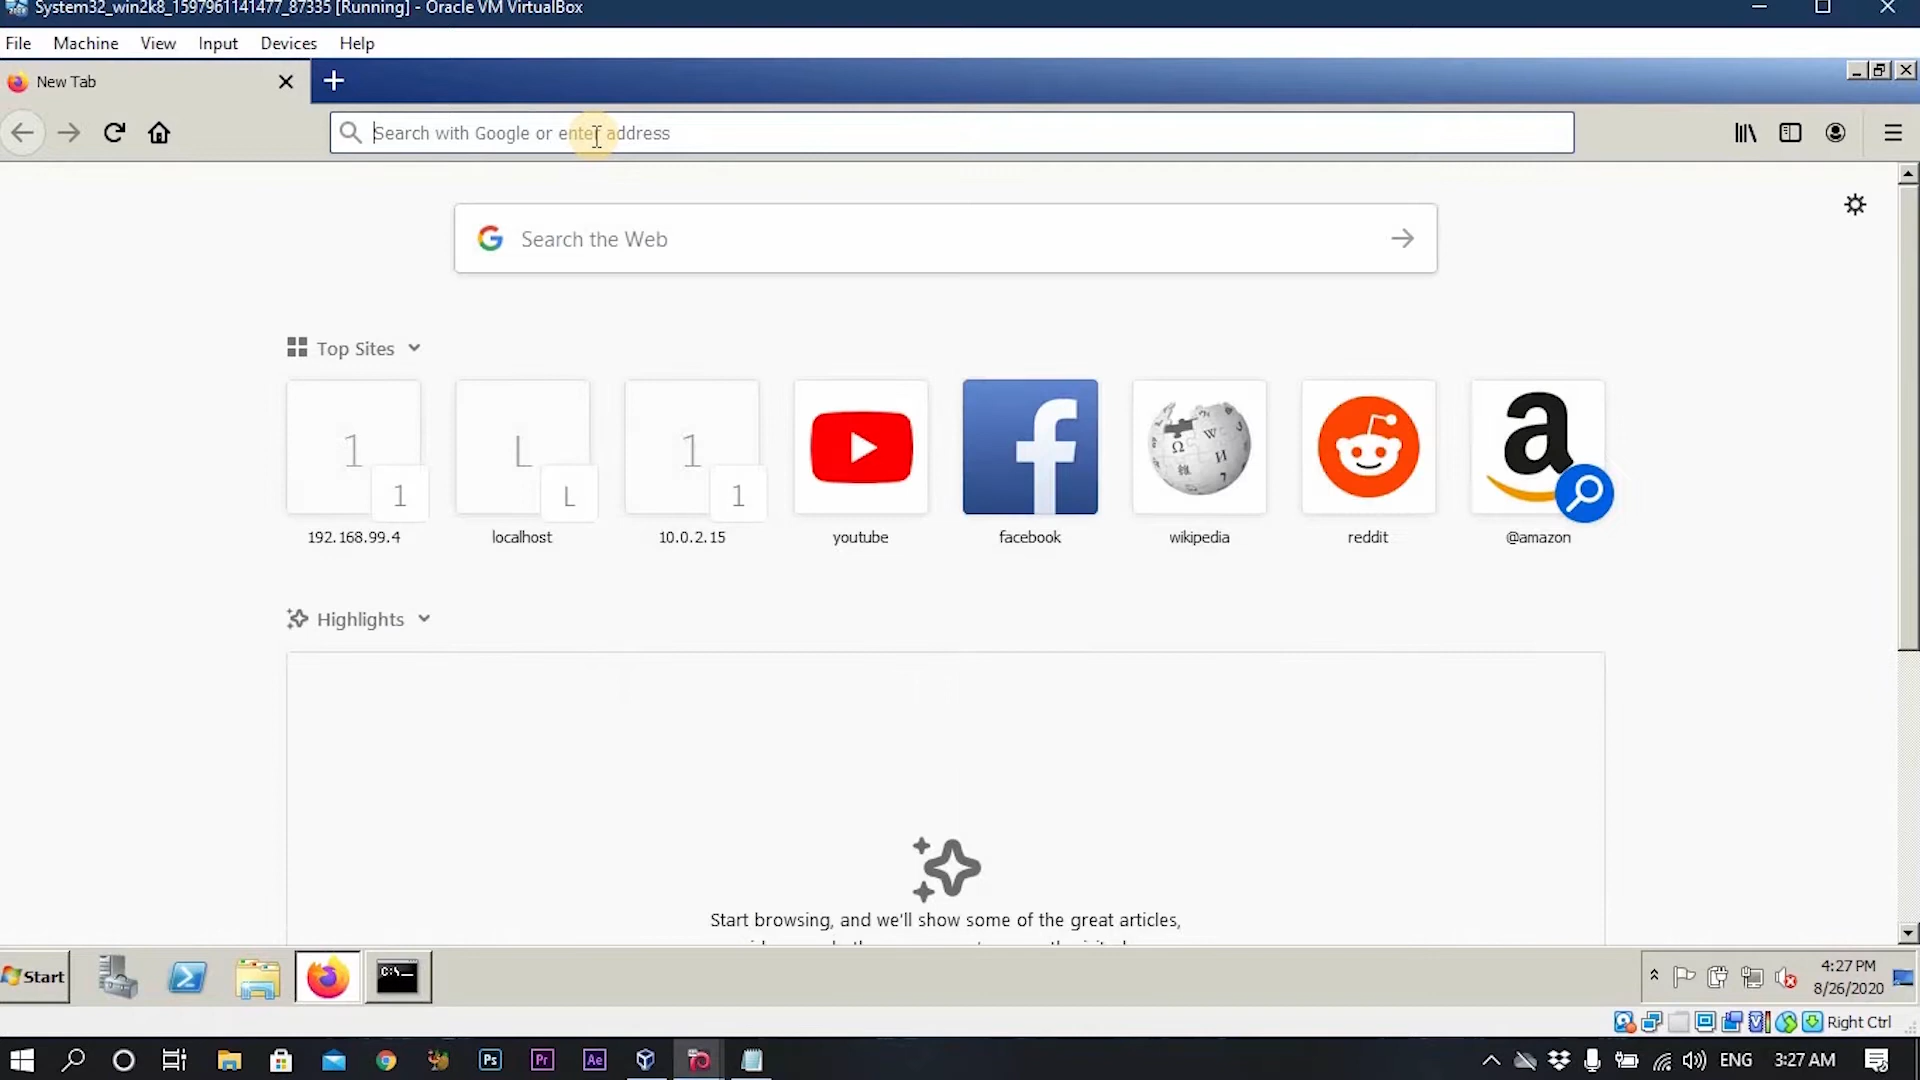 System32_win2k8_1597961141477_87335 [Running] - Oracle VM VirtualBox
File Machine View Input Devices Help
New Tab
Search with Google or enter address
Search the Web
Top Sites
1 L 1
1 L 1
192.168.99.4 localhost 10.0.2.15 youtube facebook wikipedia reddit @amazon
Highlights
Start browsing, and we'll show some of the great articles,
Start
C:\
4:27 PM
8/26/2020
Right Ctrl
Ps Pr Ae
ENG 3:27 AM